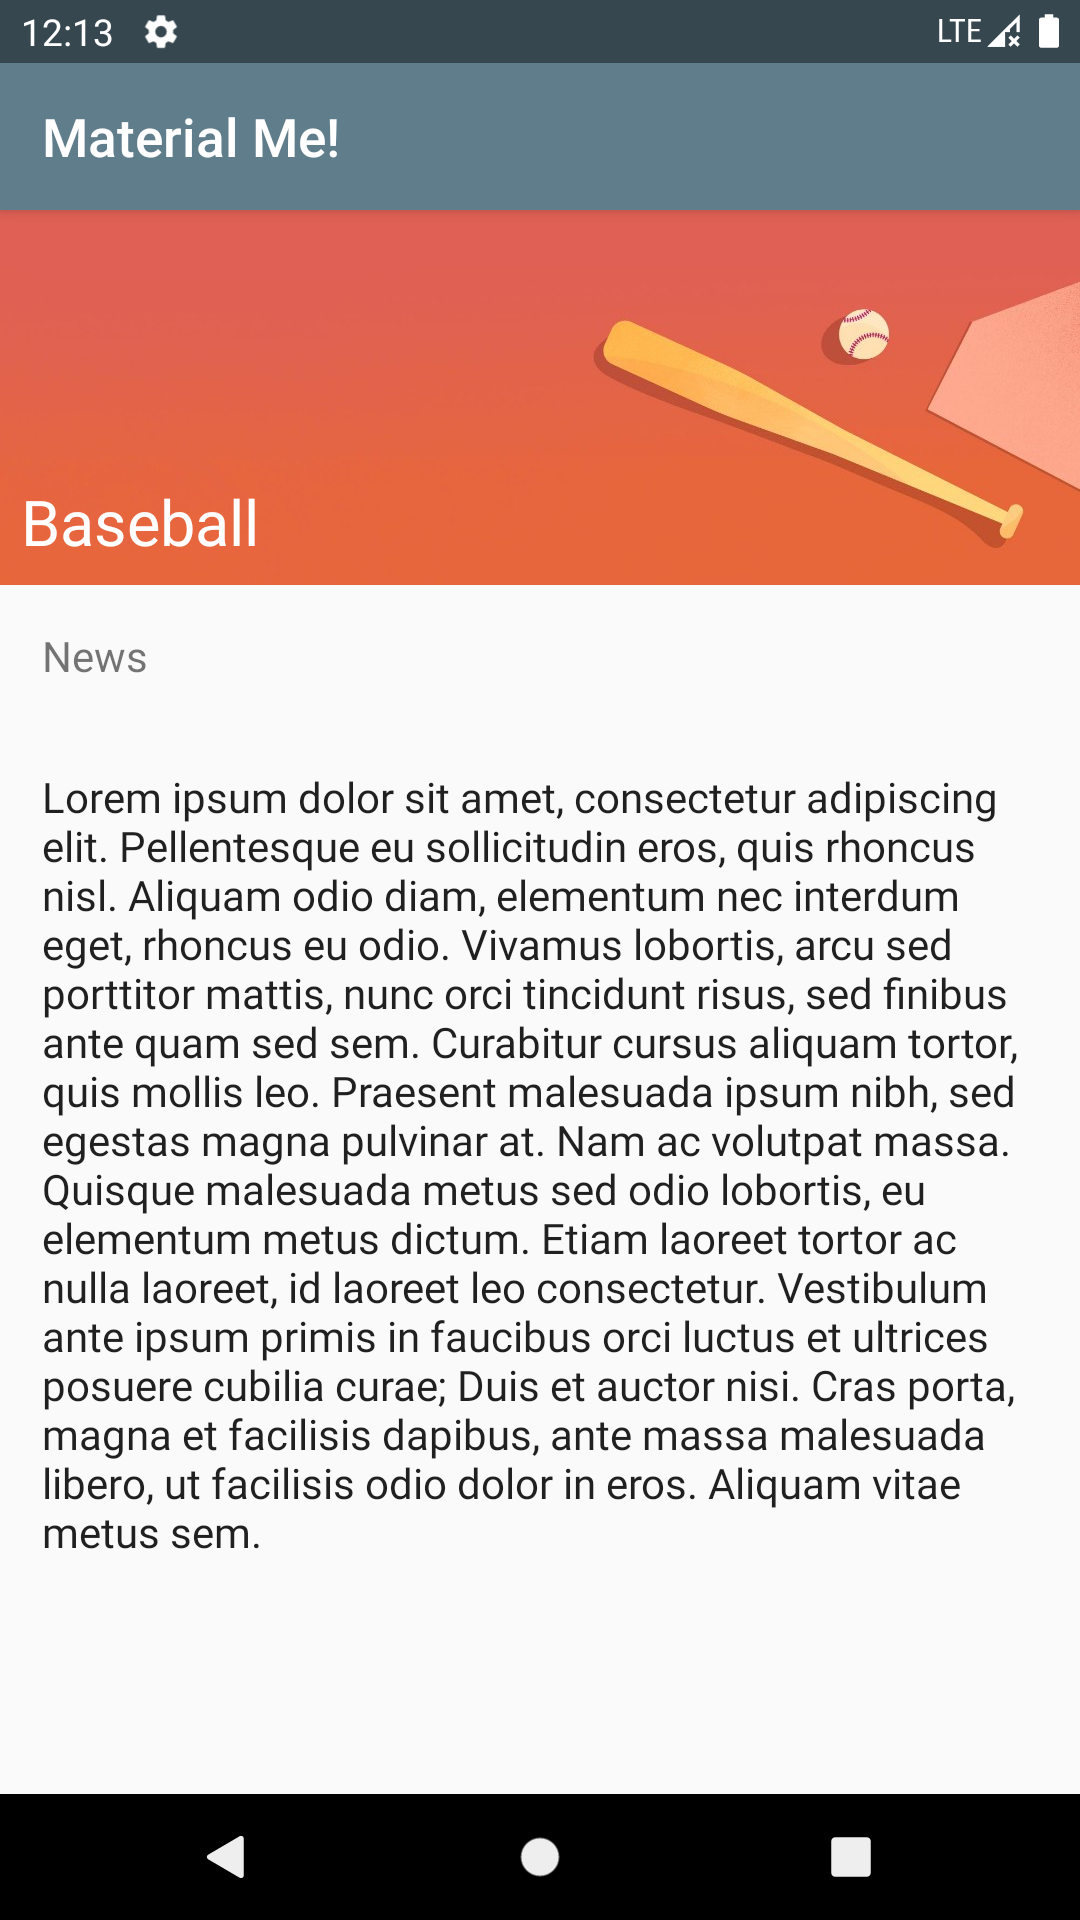 12:13
LTE
Material Me!
Baseball
News
Lorem ipsum dolor sit amet, consectetur adipiscing
elit. Pellentesque eu sollicitudin eros, quis rhoncus
nisl. Aliquam odio diam, elementum nec interdum
eget, rhoncus eu odio. Vivamus lobortis, arcu sed
porttitor mattis, nunc orci tincidunt risus, sed finibus
ante quam sed sem. Curabitur cursus aliquam tortor,
quis mollis leo. Praesent malesuada ipsum nibh, sed
egestas magna pulvinar at. Nam ac volutpat massa.
Quisque malesuada metus sed odio lobortis, eu
elementum metus dictum. Etiam laoreet tortor ac
nulla laoreet, id laoreet leo consectetur. Vestibulum
ante ipsum primis in faucibus orci luctus et ultrices
posuere cubilia curae; Duis et auctor nisi. Cras porta,
magna et facilisis dapibus, ante massa malesuada
libero, ut facilisis odio dolor in eros. Aliquam vitae
metus sem.